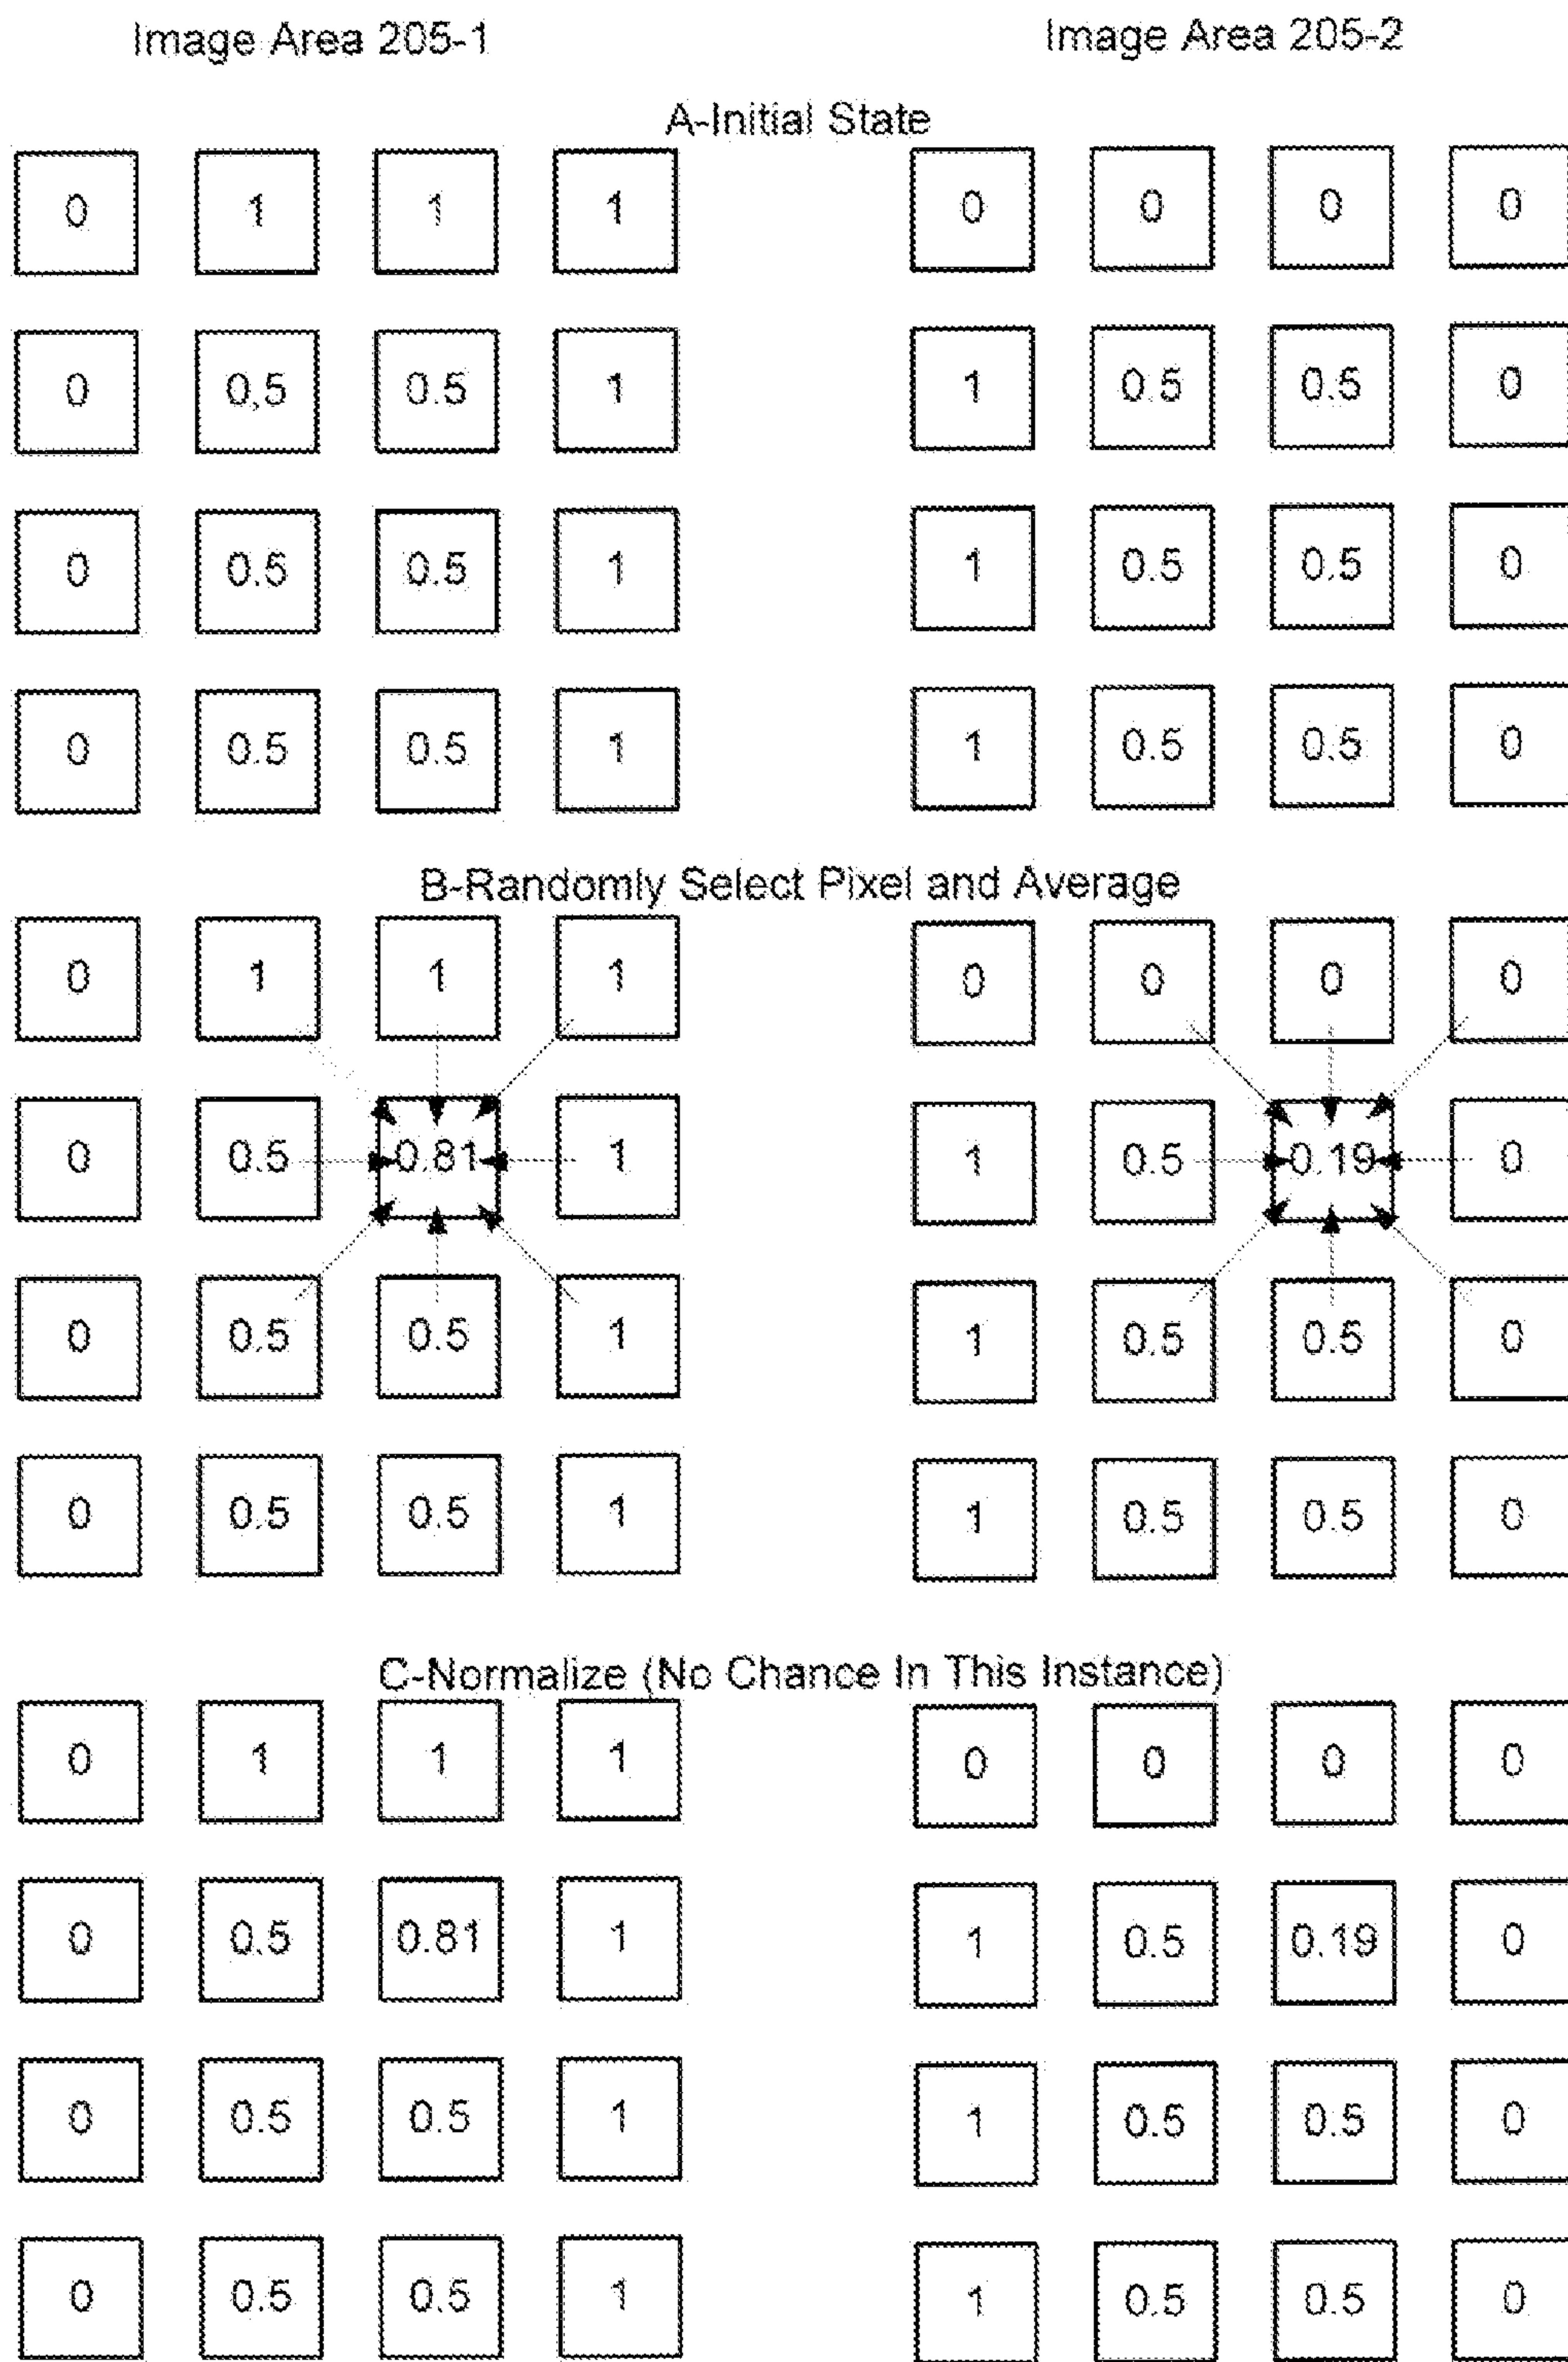 Image Area 205-1 Image Area 205-2
A-Initial State
0 1 1 1 0 0 0 0
0 0.5 0.5 1 1 0.5 0.5 0
0 0.5 0.5 1 1 0.5 0.5 0
0 0.5 0.5 1 1 0.5 0.5 0
B-Randomly Select Pixel and Average
0 1 1 1 0 0 0 0
0 0.5 0.81 1 1 0.5 0.19 0
0 0.5 0.5 1 1 0.5 0.5 0
0 0.5 0.5 1 1 0.5 0.5 0
C-Normalize (No Chance In This Instance)
0 1 1 1 0 0 0 0
0 0.5 0.81 1 1 0.5 0.19 0
0 0.5 0.5 1 1 0.5 0.5 0
0 0.5 0.5 1 1 0.5 0.5 0